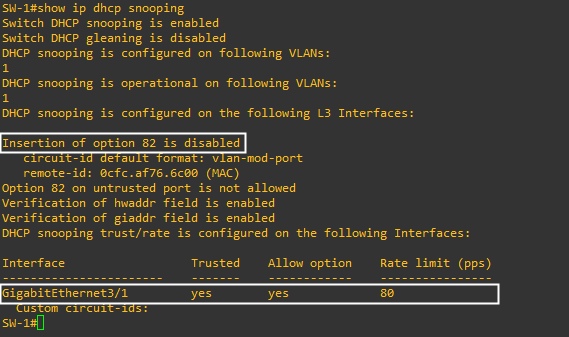 SW-1#show ip dhcp snooping
Switch DHCP snooping is enabled
Switch DHCP gleaning is disabled
DHCP snooping is configured on following VLANs:
1
DHCP snooping is operational on following VLANs:
1
DHCP snooping is configured on the following L3 Interfaces:
Insertion of option 82 is disabled
circuit-id default format: vlan-mod-port
remote-id: 0cfc.af76.6c00 (MAC)
Option 82 on untrusted port is not allowed
Verification of hwaddr field is enabled
Verification of giaddr field is enabled
DHCP snooping trust/rate is configured on the following Interfaces:
Interface Trusted Allow option Rate limit (pps)
----------------------- ------- ------------ ----------------
GigabitEthernet3/1 yes yes 80
Custom circuit-ids:
SW-1#